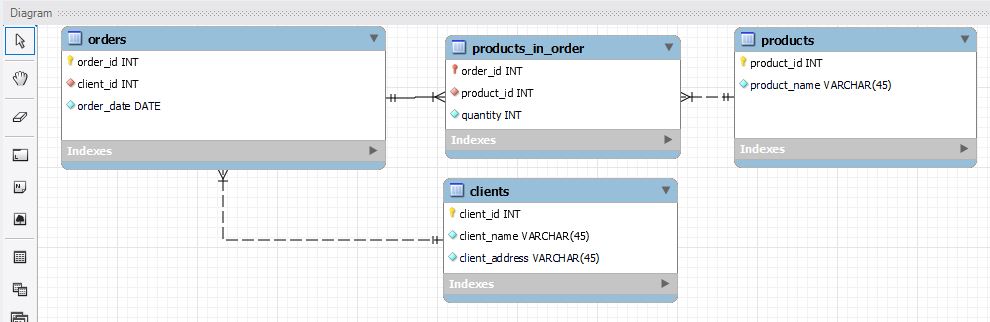 Diagram
orders
order_id INT
client_id INT
order_date DATE
Indexes
products_in_order
order_id INT
product_id INT
quantity INT
Indexes
products
product_id INT
product_name VARCHAR(45)
Indexes
clients
client_id INT
client_name VARCHAR(45)
client_address VARCHAR(45)
Indexes